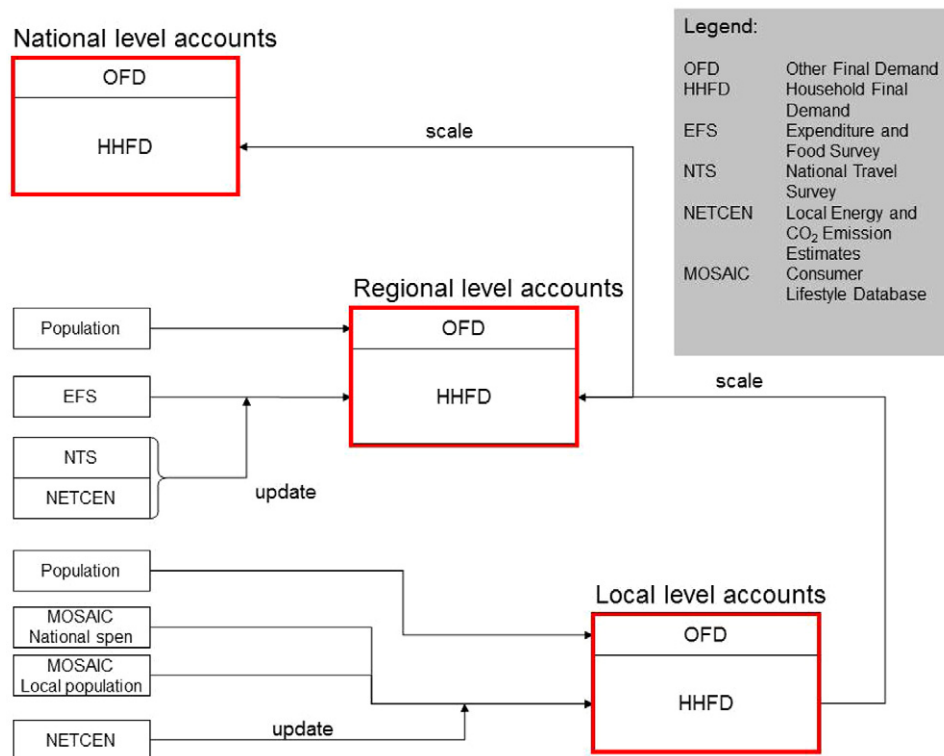 National level accounts
OFD
HHFD
scale
Legend:
OFD Other Final Demand
HHFD Household Final
Demand
EFS Expenditure and
Food Survey
NTS National Travel
Survey
NETCEN Local Energy and
CO₂ Emission
Estimates
MOSAIC Consumer
Lifestyle Database
Regional level accounts
Population
OFD
EFS
HHFD
scale
NTS
NETCEN
update
Population
Local level accounts
MOSAIC
National spen
OFD
MOSAIC
Local population
HHFD
NETCEN
update